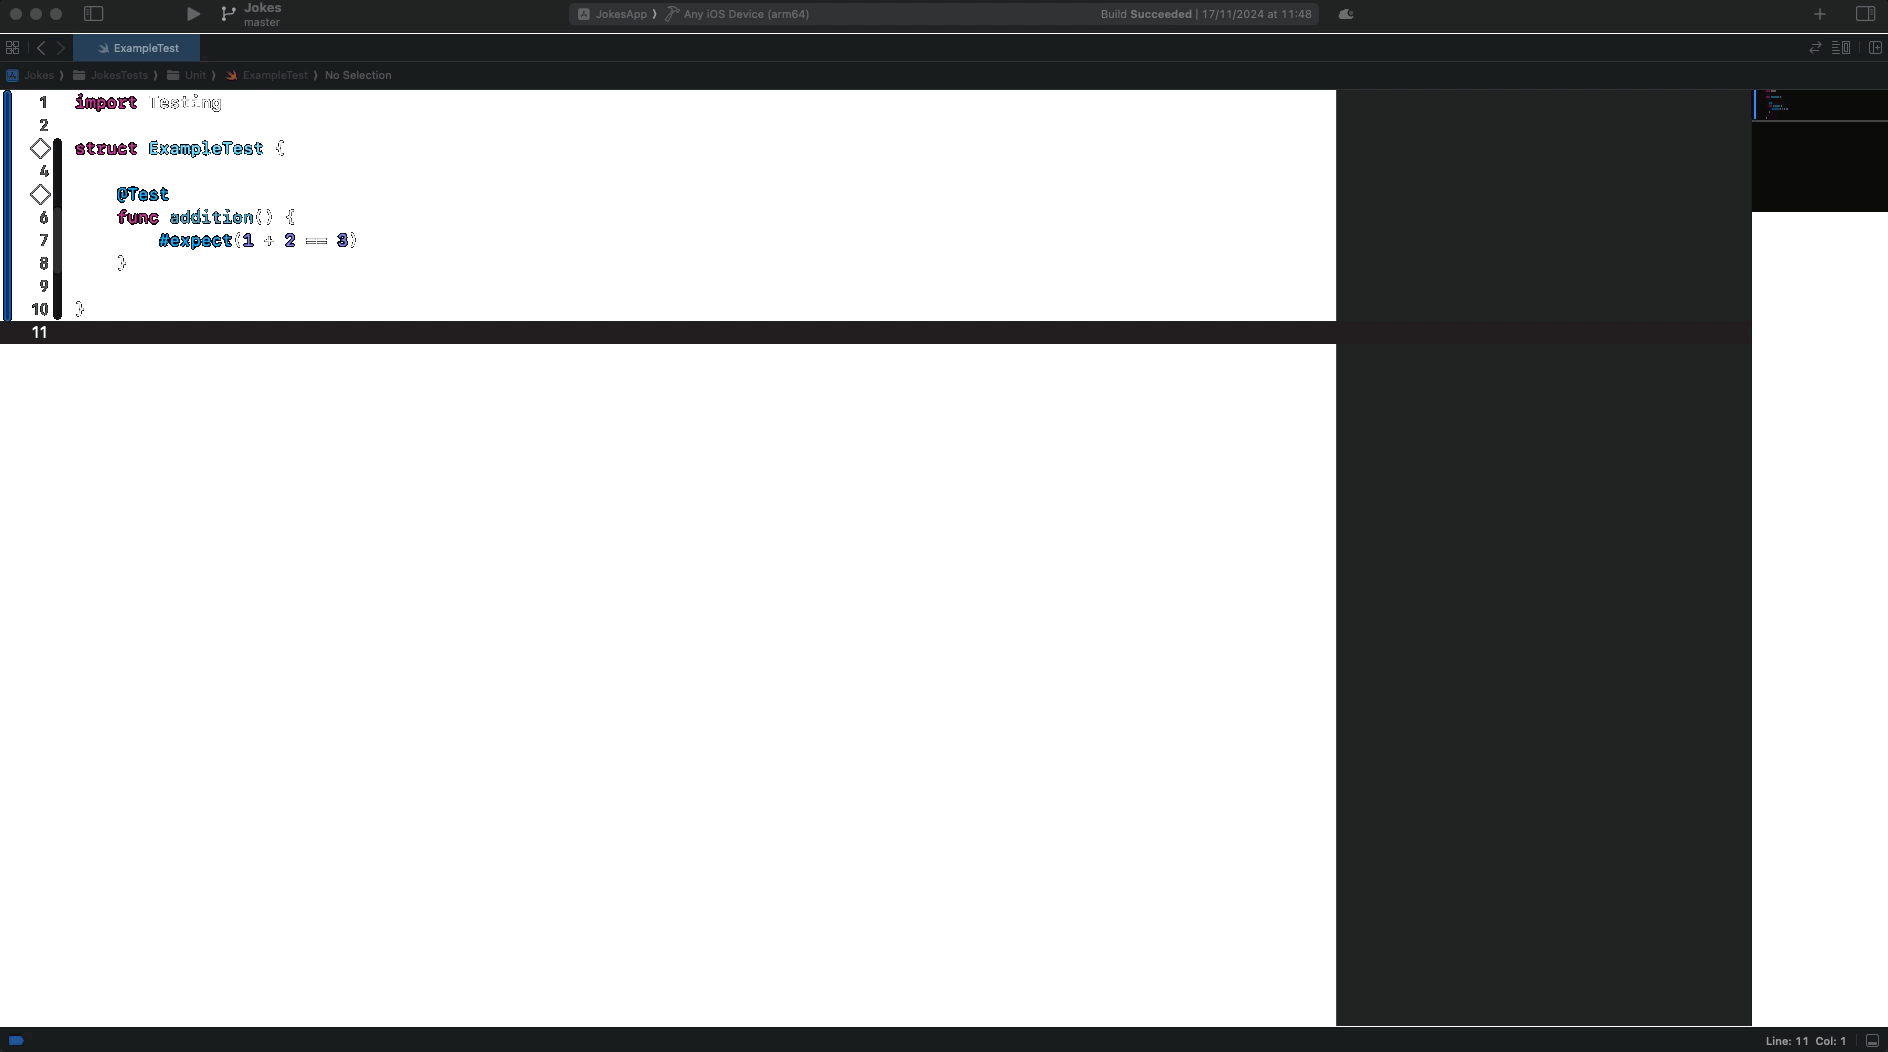 Jokes
master
JokesApp ⟩ Any iOS Device (arm64)
Build Succeeded | 17/11/2024 at 11:48
ExampleTest
Jokes ⟩ JokesTests ⟩ Unit ⟩ ExampleTest ⟩ No Selection
1 import Testing
2
struct ExampleTest {
4
@Test
6 func addition() {
7 #expect(1 + 2 == 3)
8 }
9
10 }
11
Line: 11 Col: 1